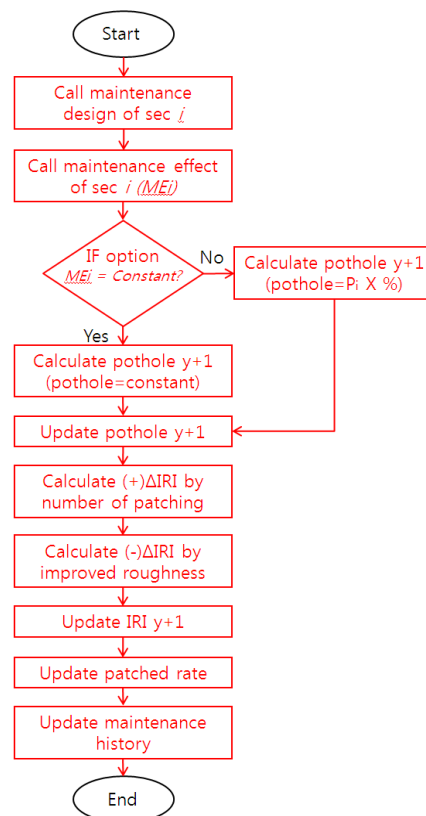 Start
Call maintenance
design of sec i
Call maintenance effect
of sec i (MEi)
IF option
MEi = Constant?
No
Calculate pothole y+1
(pothole=Pi X %)
Yes
Calculate pothole y+1
(pothole=constant)
Update pothole y+1
Calculate (+)ΔIRI by
number of patching
Calculate (-)ΔIRI by
improved roughness
Update IRI y+1
Update patched rate
Update maintenance
history
End